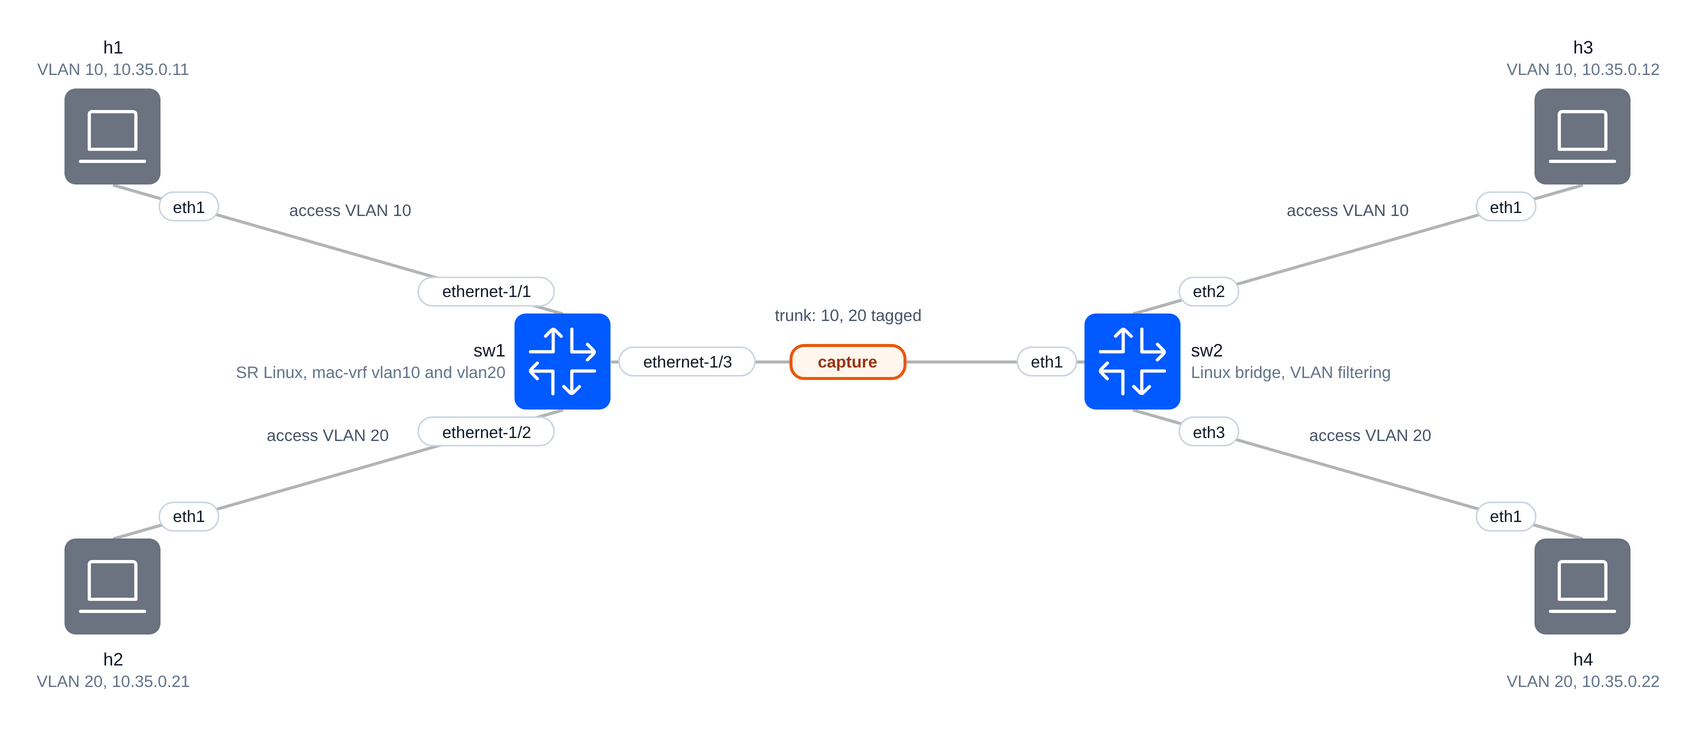 h1
VLAN 10, 10.35.0.11
h3
VLAN 10, 10.35.0.12
eth1
access VLAN 10
access VLAN 10
eth1
ethernet-1/1
eth2
trunk: 10, 20 tagged
sw1
SR Linux, mac-vrf vlan10 and vlan20
ethernet-1/3
capture
eth1
sw2
Linux bridge, VLAN filtering
access VLAN 20
ethernet-1/2
eth3
access VLAN 20
eth1
eth1
h2
VLAN 20, 10.35.0.21
h4
VLAN 20, 10.35.0.22